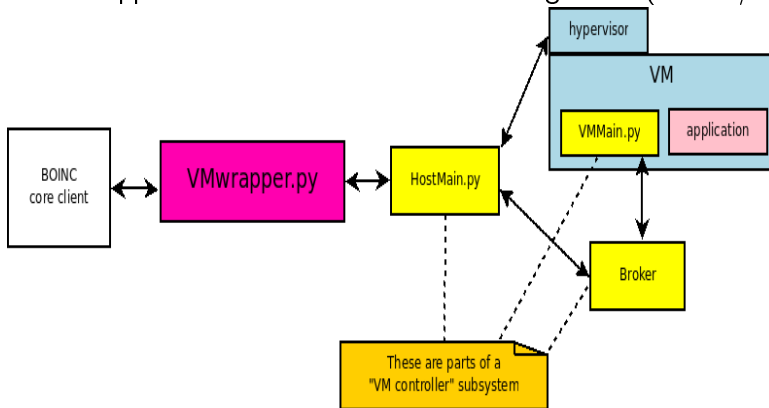 hypervisor
VM
VMMain.py
application
BOINC
core client
VMwrapper.py
HostMain.py
Broker
These are parts of a
"VM controller" subsystem